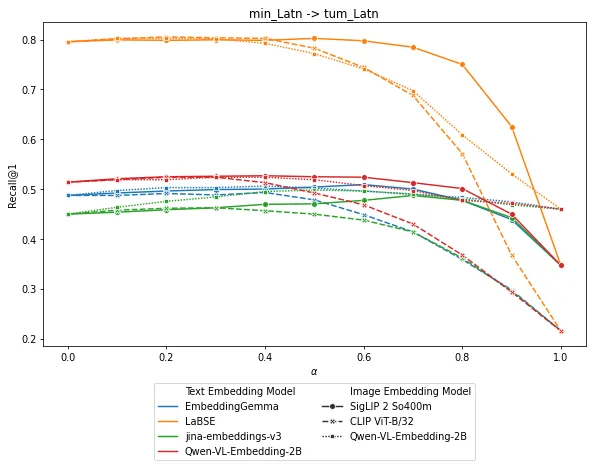 min_Latn -> tum_Latn
0.8
0.7
0.6
0.5
0.4
0.3
0.2
Recall@1
0.0 0.2 0.4 0.6 0.8 1.0
α
Text Embedding Model Image Embedding Model
EmbeddingGemma SigLIP 2 So400m
LaBSE CLIP ViT-B/32
jina-embeddings-v3 Qwen-VL-Embedding-2B
Qwen-VL-Embedding-2B